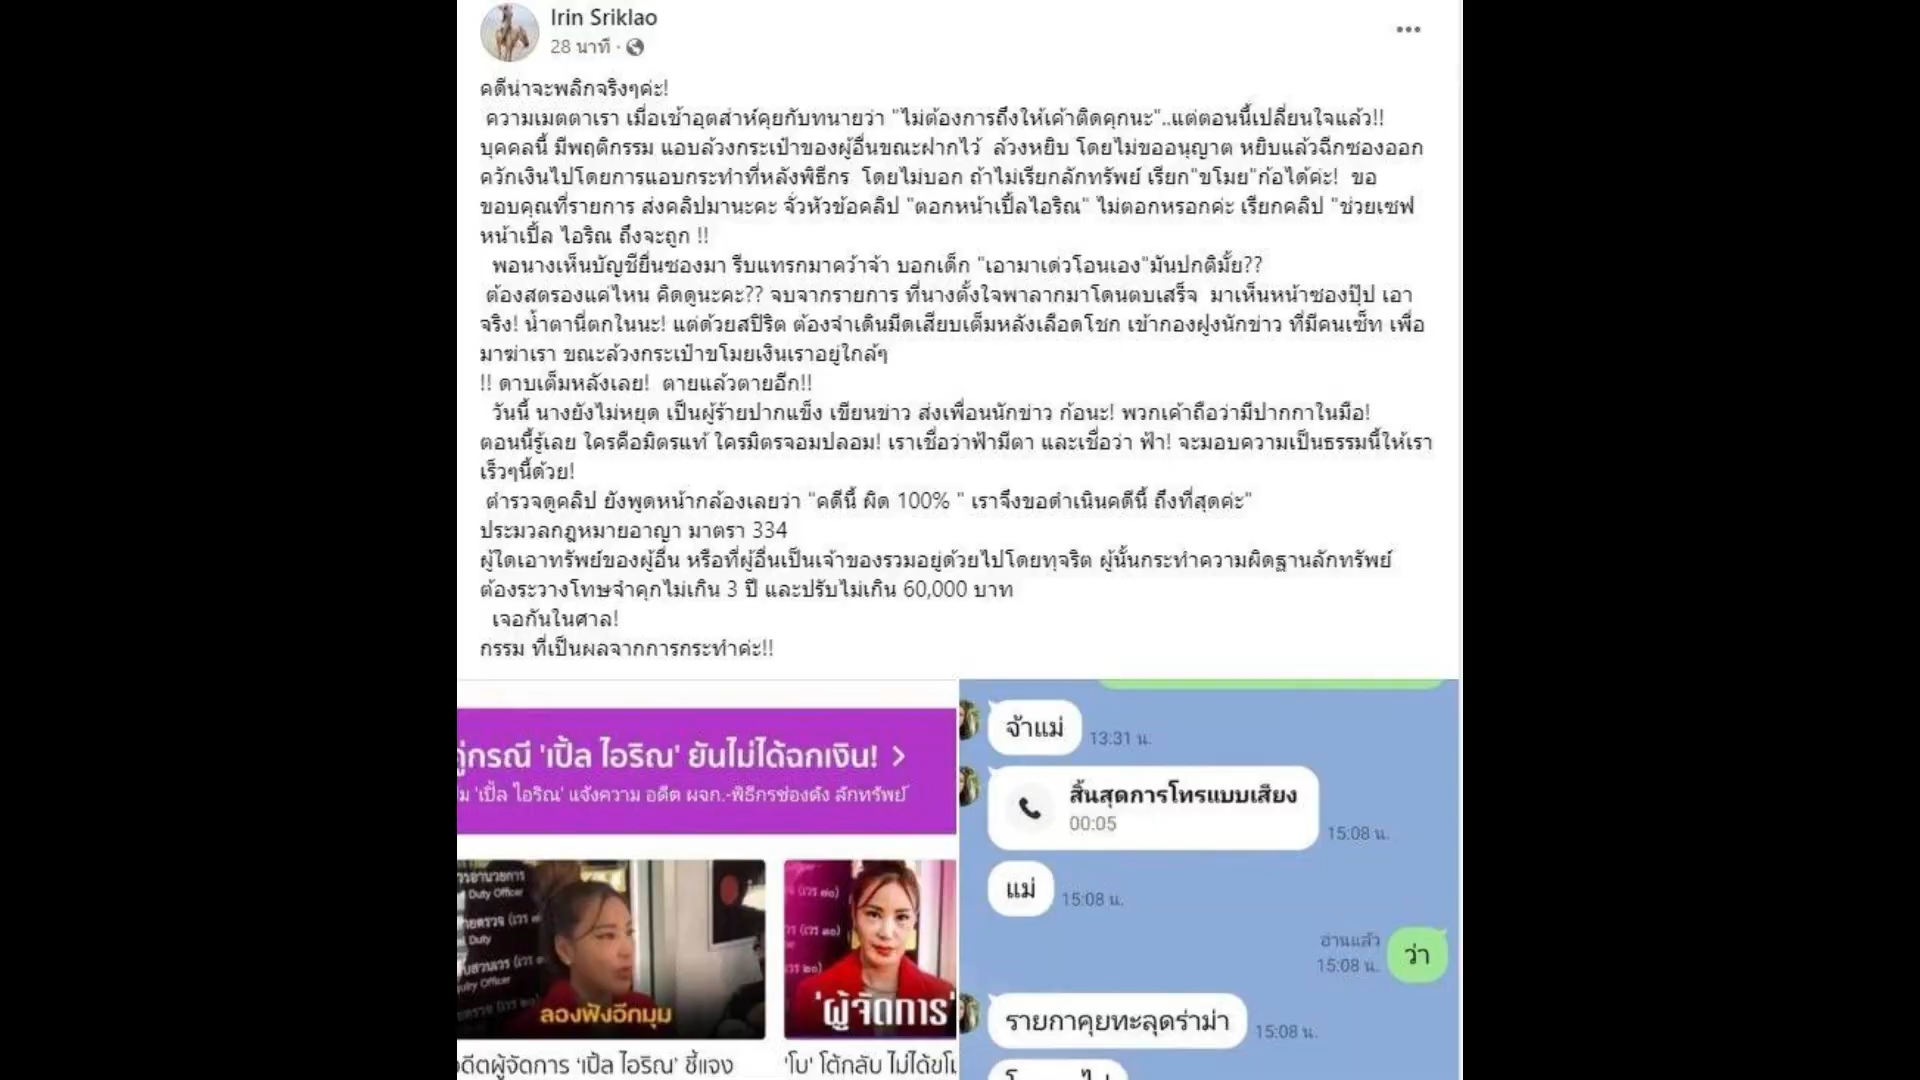 Irin Sriklao
28 นาที ·
คดีน่าจะพลิกจริงๆค่ะ!
ความเมตตาเรา เมื่อเช้าอุตส่าห์คุยกับทนายว่า "ไม่ต้องการถึงให้เค้าติดคุกนะ"..แต่ตอนนี้เปลี่ยนใจแล้ว!!
บุคคลนี้ มีพฤติกรรม แอบล้วงกระเป๋าของผู้อื่นขณะฝากไว้ ล้วงหยิบ โดยไม่ขออนุญาต หยิบแล้วฉีกซองออก
ควักเงินไปโดยการแอบกระทำที่หลังพิธีกร โดยไม่บอก ถ้าไม่เรียกลักทรัพย์ เรียก"ขโมย"ก้อได้ค่ะ! ขอ
ขอบคุณที่รายการ ส่งคลิปมานะคะ จั่วหัวข้อคลิป "ตอกหน้าเปิ้ลไอริณ" ไม่ตอกหรอกค่ะ เรียกคลิป "ช่วยเซฟ
หน้าเปิ้ล ไอริณ ถึงจะถูก !!
พอนางเห็นบัญชียื่นซองมา รีบแทรกมาคว้าจ้า บอกเด็ก "เอามาเด่วโอนเอง"มันปกติมั้ย??
ต้องสตรองแค่ไหน คิดดูนะคะ?? จบจากรายการ ที่นางตั้งใจพาลากมาโดนตบเสร็จ มาเห็นหน้าซองปุ๊ป เอา
จริง! น้ำตานี่ตกในนะ! แต่ด้วยสปิริต ต้องจำเดินมีดเสียบเต็มหลังเลือดโชก เข้ากองฝูงนักข่าว ที่มีคนเซ็ท เพื่อ
มาฆ่าเรา ขณะล้วงกระเป๋าขโมยเงินเราอยู่ใกล้ๆ
!! ดาบเต็มหลังเลย! ตายแล้วตายอีก!!
วันนี้ นางยังไม่หยุด เป็นผู้ร้ายปากแข็ง เขียนข่าว ส่งเพื่อนนักข่าว ก้อนะ! พวกเค้าถือว่ามีปากกาในมือ!
ตอนนี้รู้เลย ใครคือมิตรแท้ ใครมิตรจอมปลอม! เราเชื่อว่าฟ้ามีตา และเชื่อว่า ฟ้า! จะมอบความเป็นธรรมนี้ให้เรา
เร็วๆนี้ด้วย!
ตำรวจดูคลิป ยังพูดหน้ากล้องเลยว่า "คดีนี้ ผิด 100% " เราจึงขอดำเนินคดีนี้ ถึงที่สุดค่ะ"
ประมวลกฎหมายอาญา มาตรา 334
ผู้ใดเอาทรัพย์ของผู้อื่น หรือที่ผู้อื่นเป็นเจ้าของรวมอยู่ด้วยไปโดยทุจริต ผู้นั้นกระทำความผิดฐานลักทรัพย์
ต้องระวางโทษจำคุกไม่เกิน 3 ปี และปรับไม่เกิน 60,000 บาท
เจอกันในศาล!
กรรม ที่เป็นผลจากการกระทำค่ะ!!
คู่กรณี 'เปิ้ล ไอริณ' ยันไม่ได้ฉกเงิน!
'เปิ้ล ไอริณ' แจ้งความ อดีต ผจก.-พิธีกรช่องดัง ลักทรัพย์
Duty Officer
Duty
Officer
ลองฟังอีกมุม
อดีตผู้จัดการ 'เปิ้ล ไอริณ' ชี้แจง
'ผู้จัดการ'
'โบ' โต้กลับ ไม่ได้ขโม
จ้าแม่
13.31 น.
สิ้นสุดการโทรแบบเสียง
00:05
15:08 น.
แม่
15:08 น.
อ่านแล้ว
15:08 น.
ว่า
รายกาคุยทะลุดร่าม่า
15:08 น.